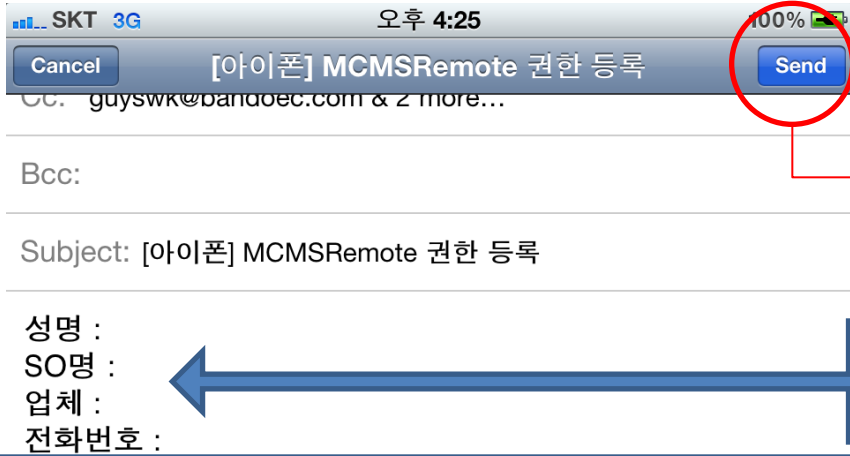 SKT 3G 오후 4:25 100%
Cancel [아이폰] MCMSRemote 권한 등록 Send
Cc: guyswk@bandoec.com & 2 more...
Bcc:
Subject: [아이폰] MCMSRemote 권한 등록
성명 :
SO명 :
업체 :
전화번호 :